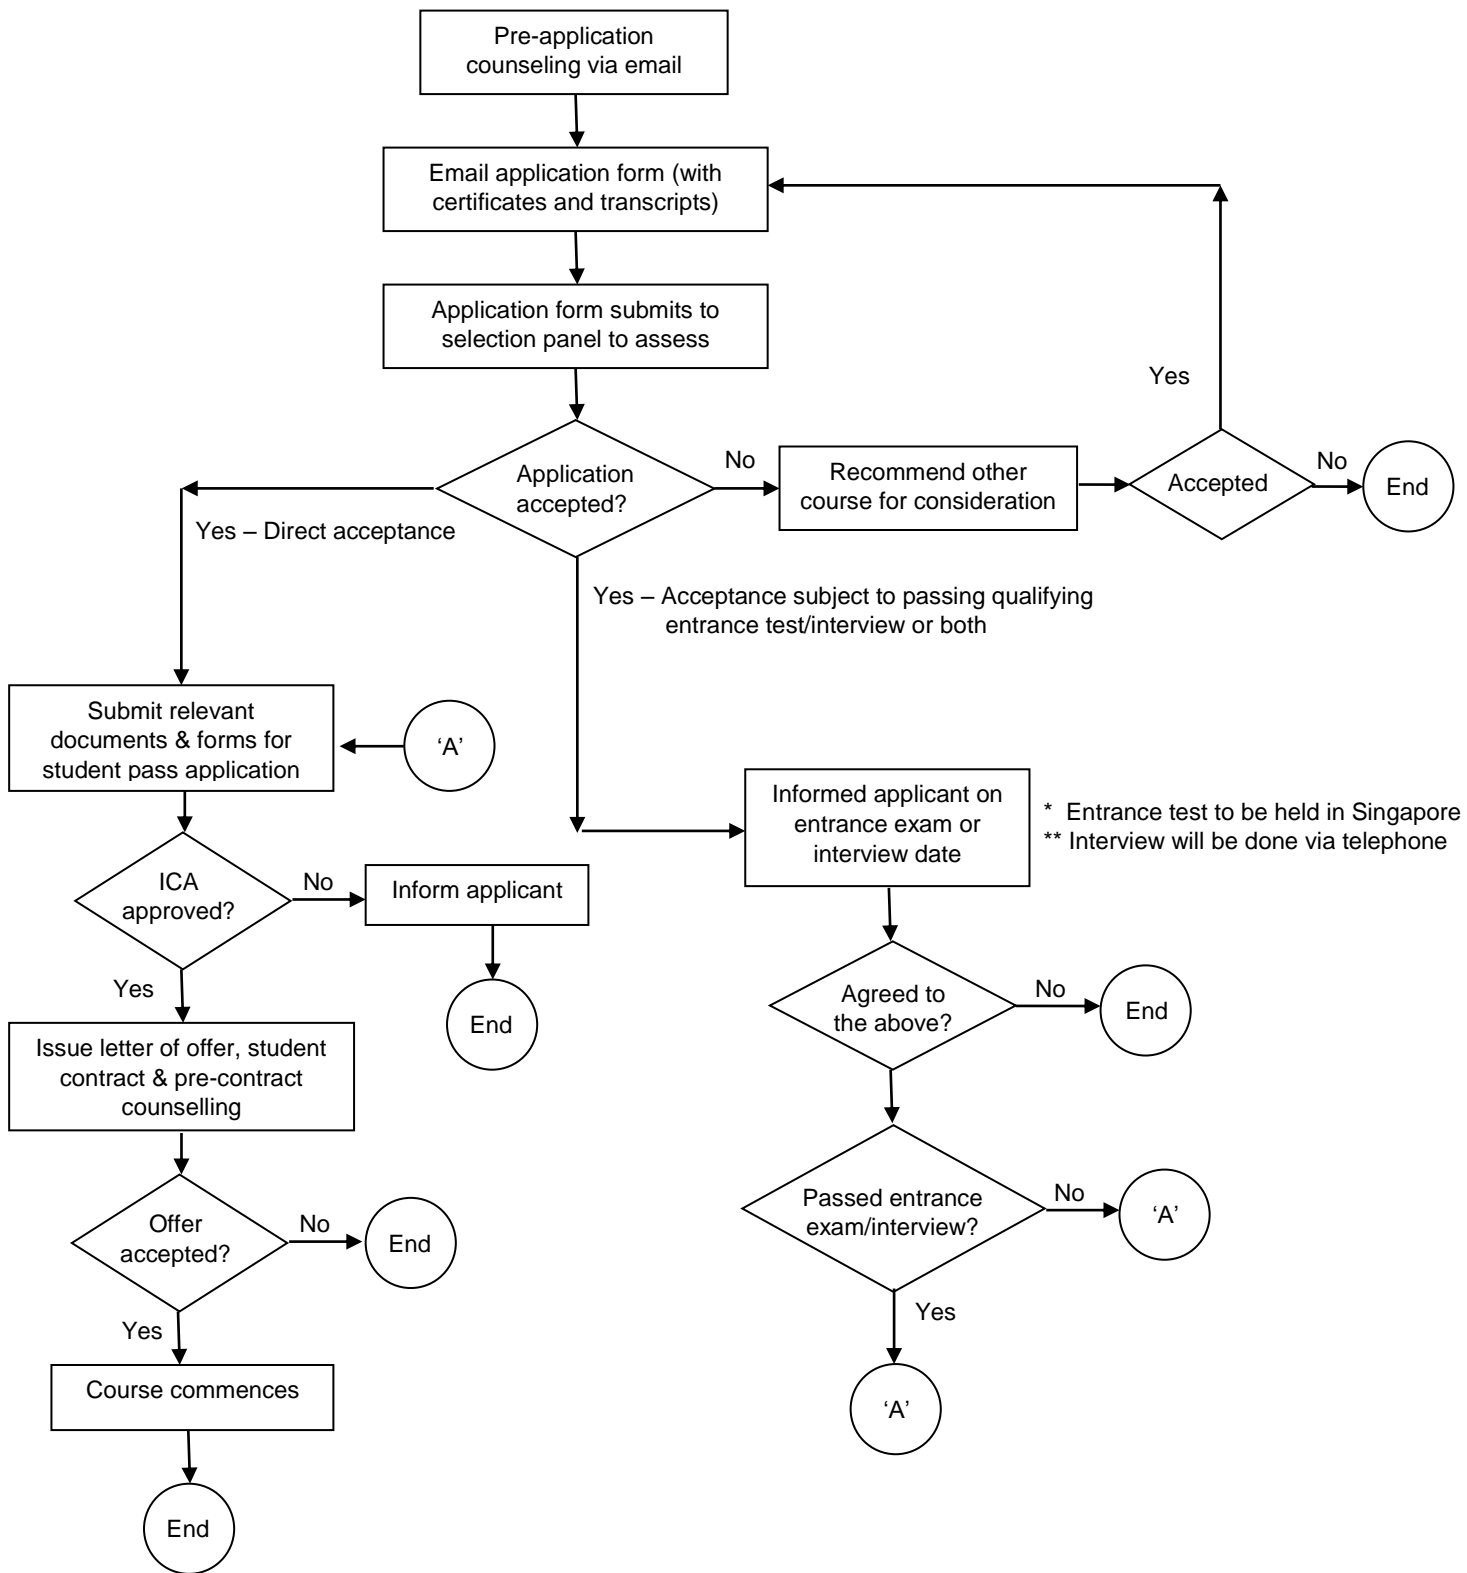 Pre-application
counseling via email
Email application form (with
certificates and transcripts)
Application form submits to
selection panel to assess
Yes
Application
accepted?
No
Recommend other
course for consideration
Accepted
No
End
Yes – Direct acceptance
Yes – Acceptance subject to passing qualifying
entrance test/interview or both
Submit relevant
documents & forms for
student pass application
‘A’
Informed applicant on
entrance exam or
interview date
* Entrance test to be held in Singapore
** Interview will be done via telephone
ICA
approved?
No
Inform applicant
Yes
End
Agreed to
the above?
No
End
Issue letter of offer, student
contract & pre-contract
counselling
Passed entrance
exam/interview?
No
‘A’
Offer
accepted?
No
End
Yes
Yes
Course commences
‘A’
End